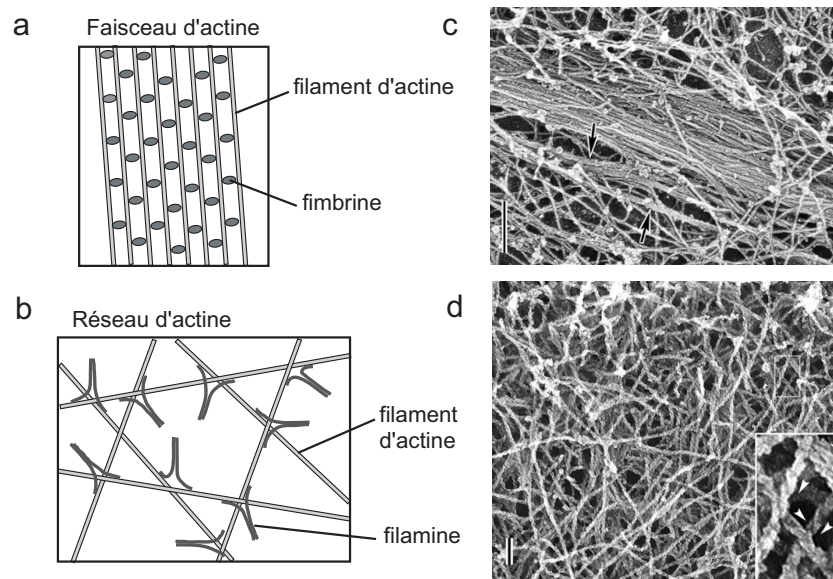 a
Faisceau d'actine
filament d'actine
fimbrine
b
Réseau d'actine
filament
d'actine
filamine
c
d